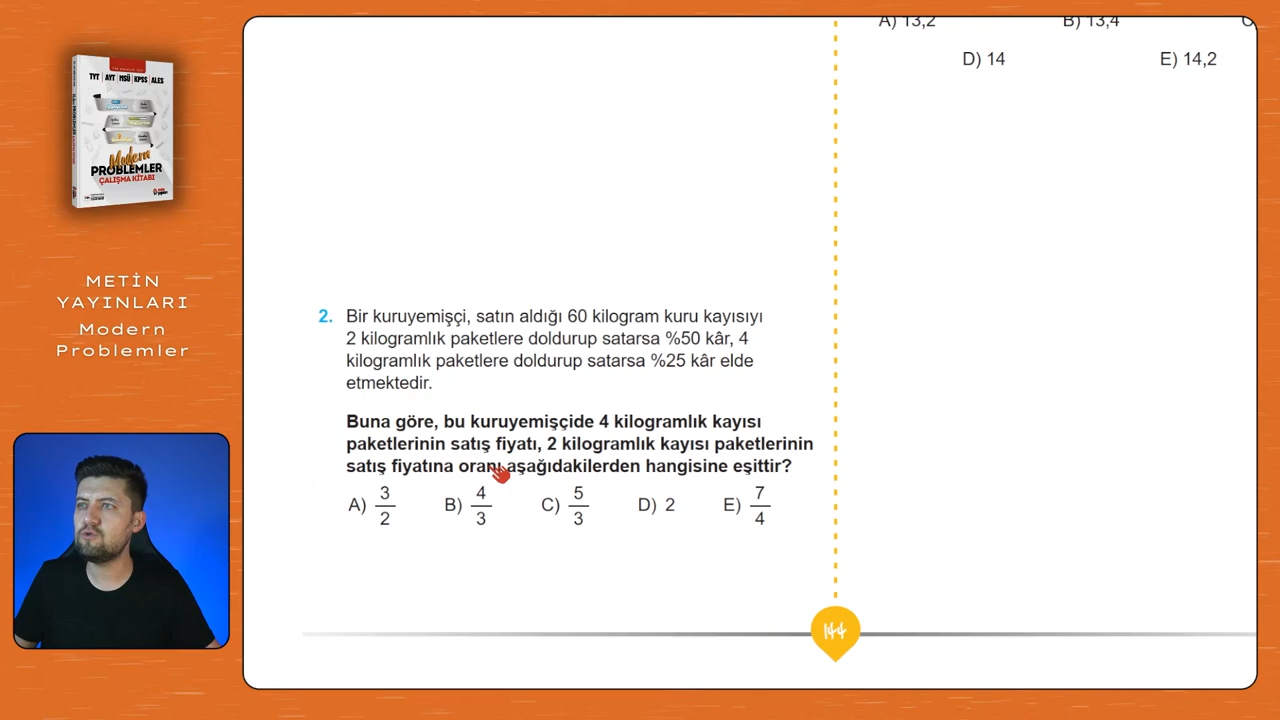 TYT | AYT | MSÜ | KPSS | ALES
Modern
PROBLEMLER
ÇALIŞMA KİTABI
METİN
YAYINLARI
Modern
Problemler
A) 13,2 B) 13,4
D) 14 E) 14,2
2. Bir kuruyemişçi, satın aldığı 60 kilogram kuru kayısıyı
2 kilogramlık paketlere doldurup satarsa %50 kâr, 4
kilogramlık paketlere doldurup satarsa %25 kâr elde
etmektedir.
Buna göre, bu kuruyemişçide 4 kilogramlık kayısı
paketlerinin satış fiyatı, 2 kilogramlık kayısı paketlerinin
satış fiyatına oranı aşağıdakilerden hangisine eşittir?
A) 3/2 B) 4/3 C) 5/3 D) 2 E) 7/4
144